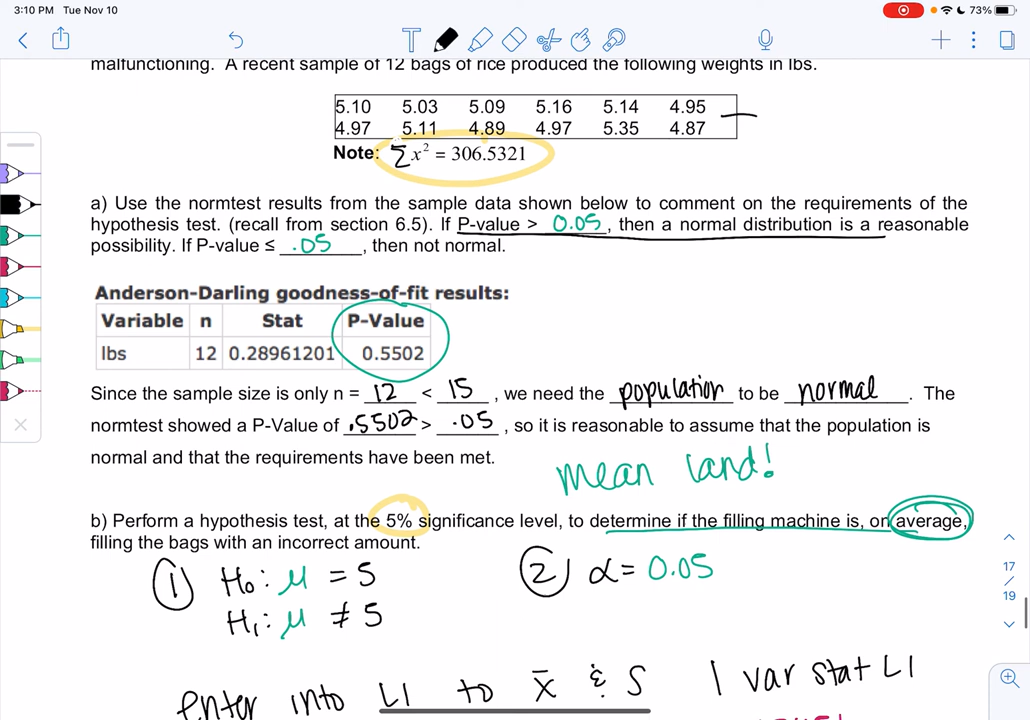 3:10 PM Tue Nov 10
73%
T
malfunctioning. A recent sample of 12 bags of rice produced the following weights in lbs.
5.10 5.03 5.09 5.16 5.14 4.95
4.97 5.11 4.89 4.97 5.35 4.87
Note: Σx² = 306.5321
a) Use the normtest results from the sample data shown below to comment on the requirements of the
hypothesis test. (recall from section 6.5). If P-value > 0.05, then a normal distribution is a reasonable
possibility. If P-value ≤ .05, then not normal.
Anderson-Darling goodness-of-fit results:
Variable n Stat P-Value
lbs 12 0.28961201 0.5502
Since the sample size is only n = 12 < 15, we need the population to be normal. The
normtest showed a P-Value of .5502 > .05, so it is reasonable to assume that the population is
normal and that the requirements have been met.
mean land!
b) Perform a hypothesis test, at the 5% significance level, to determine if the filling machine is, on average,
filling the bags with an incorrect amount.
① H₀: μ = 5 ② α = 0.05
H₁: μ ≠ 5
17
/
19
enter into L1 to x̄ & S 1 var stat L1